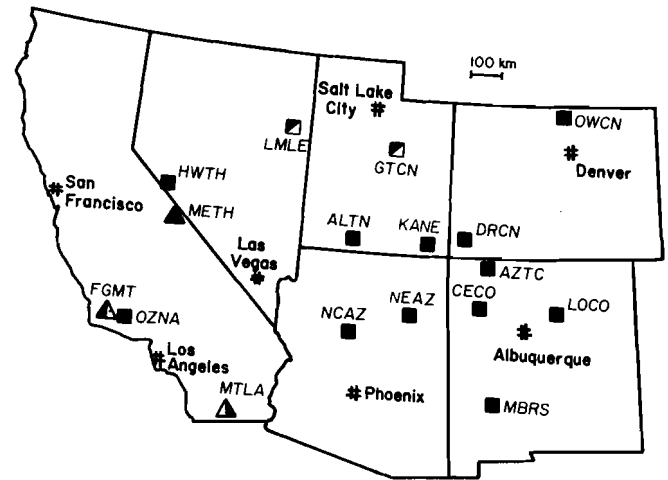 100 km
Salt Lake
City #
OWCN
LMLE
GTCN
# Denver
HWTH
# San
Francisco
METH
ALTN
KANE
DRCN
Las
Vegas #
AZTC
FGMT
OZNA
NCAZ
NEAZ
CECO
LOCO
#
Albuquerque
# Los
Angeles
MTLA
# Phoenix
MBRS